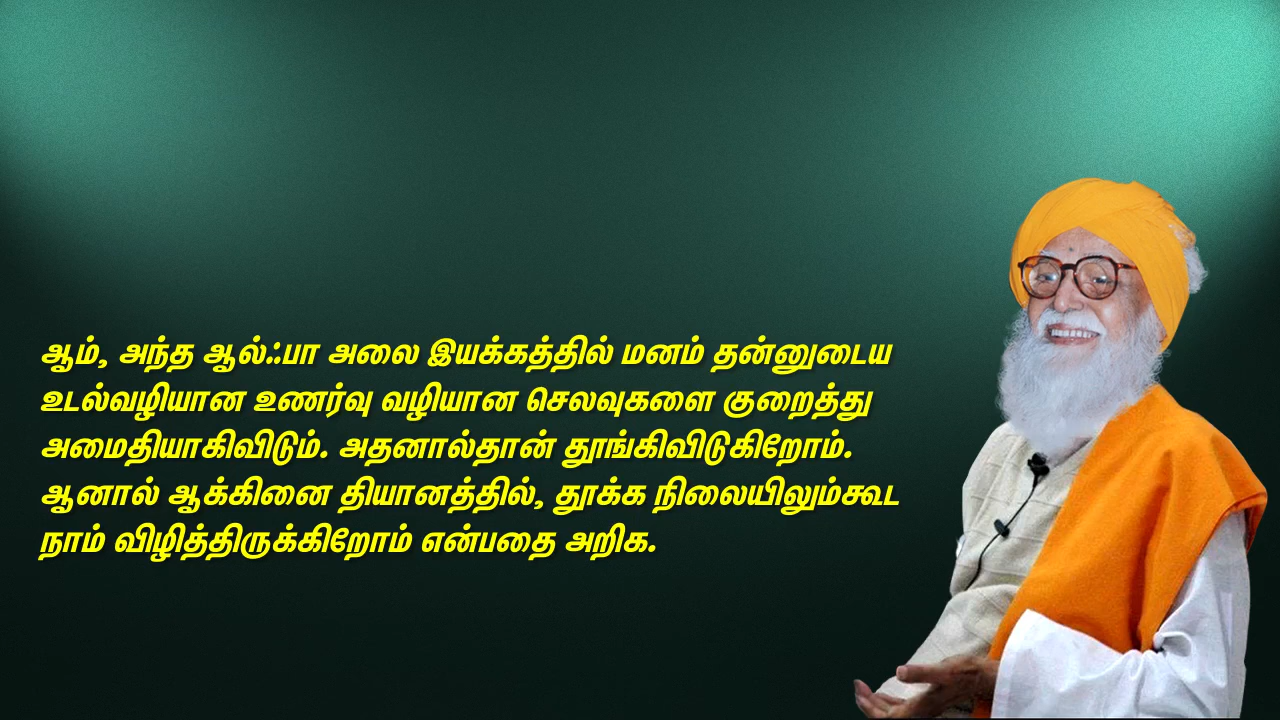 ஆம், அந்த ஆல்ஃபா அலை இயக்கத்தில் மனம் தன்னுடைய
உடல்வழியான உணர்வு வழியான செலவுகளை குறைத்து
அமைதியாகிவிடும். அதனால்தான் தூங்கிவிடுகிறோம்.
ஆனால் ஆக்கினை தியானத்தில், தூக்க நிலையிலும்கூட
நாம் விழித்திருக்கிறோம் என்பதை அறிக.